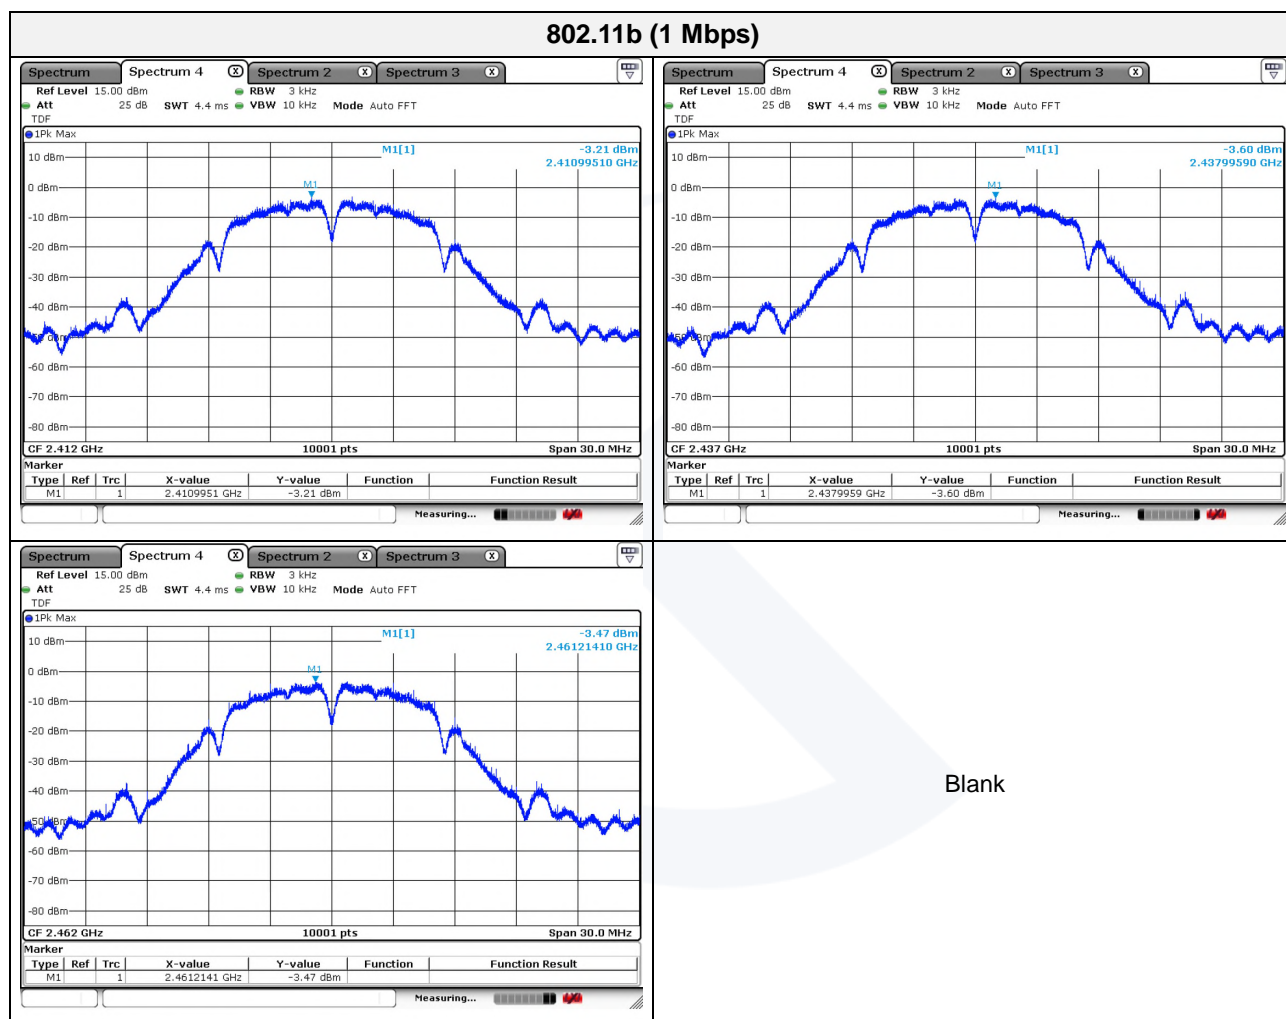 802.11b (1 Mbps)
Spectrum Spectrum 4 X Spectrum 2 X Spectrum 3 X
Ref Level 15.00 dBm RBW 3 kHz
Att 25 dB SWT 4.4 ms VBW 10 kHz Mode Auto FFT
TDF
1Pk Max
M1[1] -3.21 dBm
2.41099510 GHz
10 dBm
M1
0 dBm
-10 dBm
-20 dBm
-30 dBm
-40 dBm
-50 dBm
-60 dBm
-70 dBm
-80 dBm
CF 2.412 GHz 10001 pts Span 30.0 MHz
Marker
Type Ref Trc X-value Y-value Function Function Result
M1 1 2.4109951 GHz -3.21 dBm
Measuring...
Spectrum Spectrum 4 X Spectrum 2 X Spectrum 3 X
Ref Level 15.00 dBm RBW 3 kHz
Att 25 dB SWT 4.4 ms VBW 10 kHz Mode Auto FFT
TDF
1Pk Max
M1[1] -3.60 dBm
2.43799590 GHz
10 dBm
M1
0 dBm
-10 dBm
-20 dBm
-30 dBm
-40 dBm
-50 dBm
-60 dBm
-70 dBm
-80 dBm
CF 2.437 GHz 10001 pts Span 30.0 MHz
Marker
Type Ref Trc X-value Y-value Function Function Result
M1 1 2.4379959 GHz -3.60 dBm
Measuring...
Spectrum Spectrum 4 X Spectrum 2 X Spectrum 3 X
Ref Level 15.00 dBm RBW 3 kHz
Att 25 dB SWT 4.4 ms VBW 10 kHz Mode Auto FFT
TDF
1Pk Max
M1[1] -3.47 dBm
2.46121410 GHz
10 dBm
M1
0 dBm
-10 dBm
-20 dBm
-30 dBm
-40 dBm
-50 dBm
-60 dBm
-70 dBm
-80 dBm
CF 2.462 GHz 10001 pts Span 30.0 MHz
Marker
Type Ref Trc X-value Y-value Function Function Result
M1 1 2.4612141 GHz -3.47 dBm
Measuring...
Blank